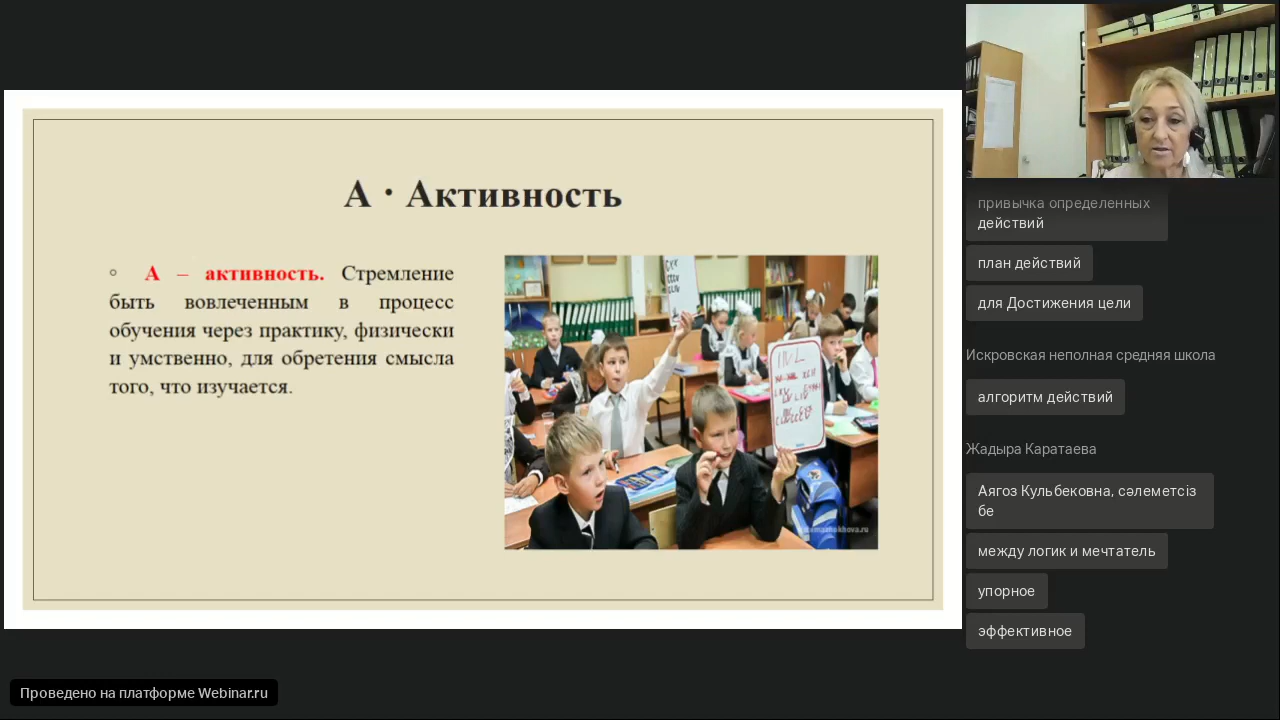 А · Активность
А – активность. Стремление
быть вовлеченным в процесс
обучения через практику, физически
и умственно, для обретения смысла
того, что изучается.
привычка определенных
действий
план действий
для Достижения цели
Искровская неполная средняя школа
алгоритм действий
Жадыра Каратаева
Аягоз Кульбековна, сәлеметсіз
бе
между логик и мечтатель
упорное
эффективное
Проведено на платформе Webinar.ru